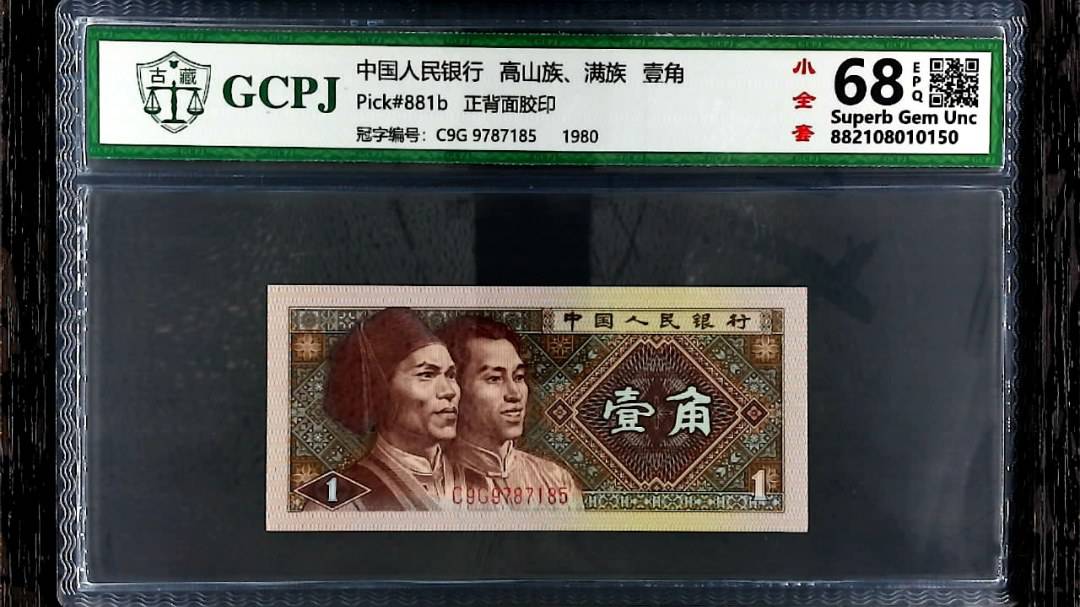 古藏
GCPJ
中国人民银行 高山族、满族 壹角
Pick#881b 正背面胶印
冠字编号: C9G 9787185 1980
小全套
68
EPQ
Superb Gem Unc
882108010150
中国人民银行
壹角
1
C9G9787185
1